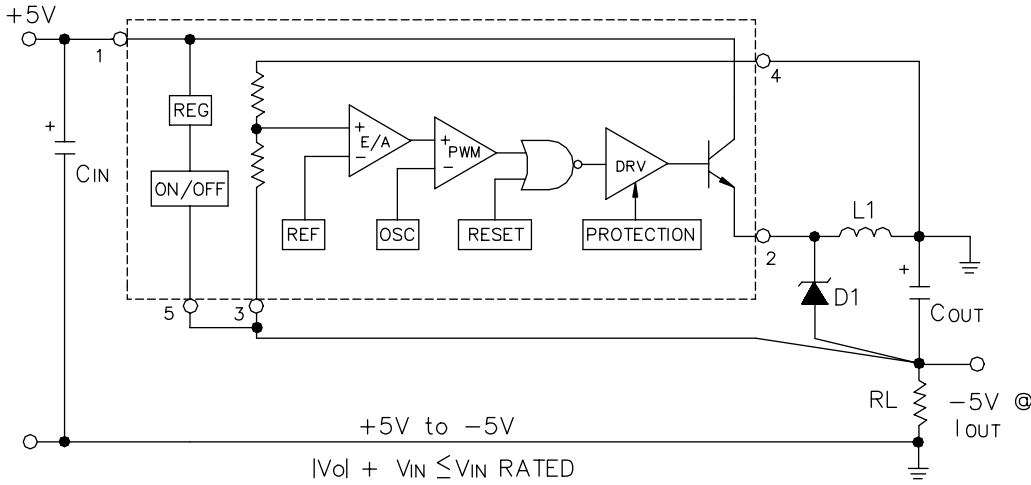 +5V
1
4
REG
+
E/A
−
+
PWM
−
DRV
+
CIN
ON/OFF
REF
OSC
RESET
PROTECTION
2
L1
5
3
D1
+
COUT
RL
−5V @
IOUT
+5V to −5V
|Vo| + VIN ≤ VIN RATED